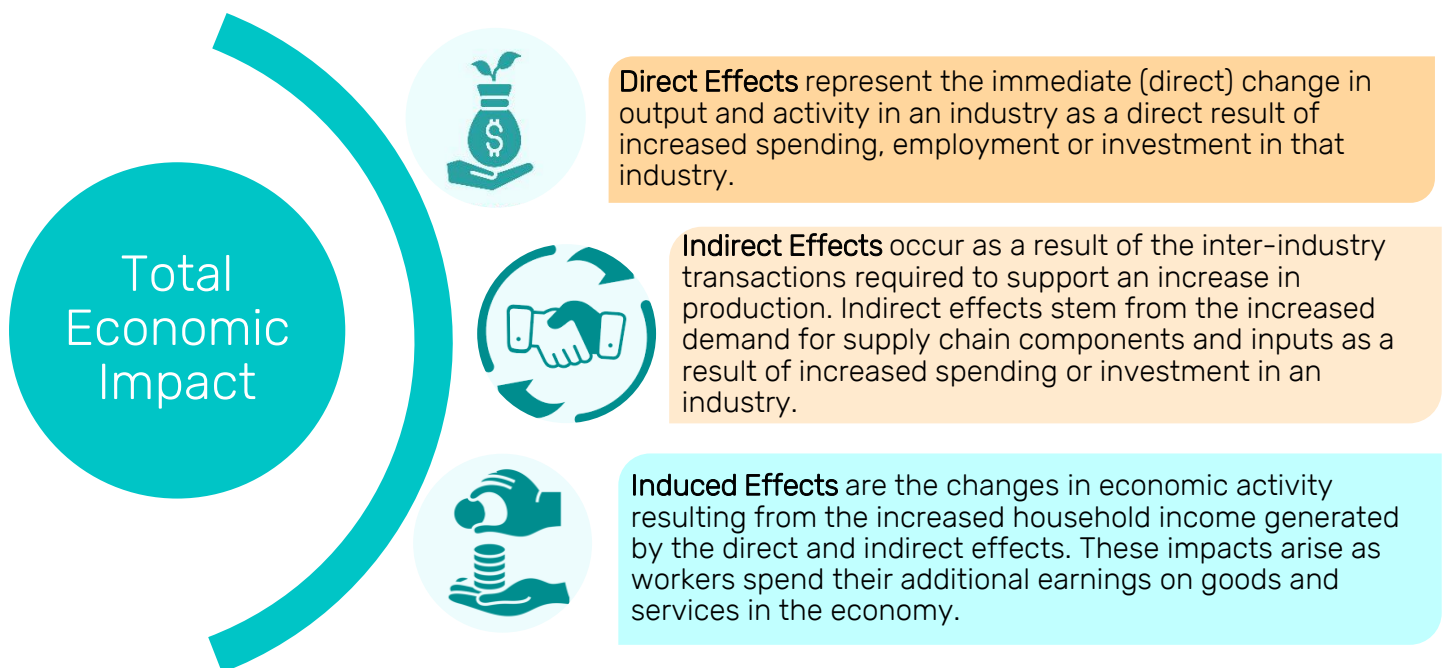 Total
Economic
Impact
Direct Effects represent the immediate (direct) change in
output and activity in an industry as a direct result of
increased spending, employment or investment in that
industry.
Indirect Effects occur as a result of the inter-industry
transactions required to support an increase in
production. Indirect effects stem from the increased
demand for supply chain components and inputs as a
result of increased spending or investment in an
industry.
Induced Effects are the changes in economic activity
resulting from the increased household income generated
by the direct and indirect effects. These impacts arise as
workers spend their additional earnings on goods and
services in the economy.
$